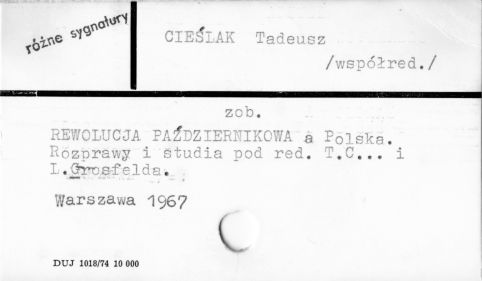 różne sygnatury
CIEŚLAK Tadeusz
/współred./
zob.
REWOLUCJA PAŹDZIERNIKOWA a Polska.
Rozprawy i studia pod red. T.C... i
L.Grosfelda.
Warszawa 1967
DUJ 1018/74 10 000